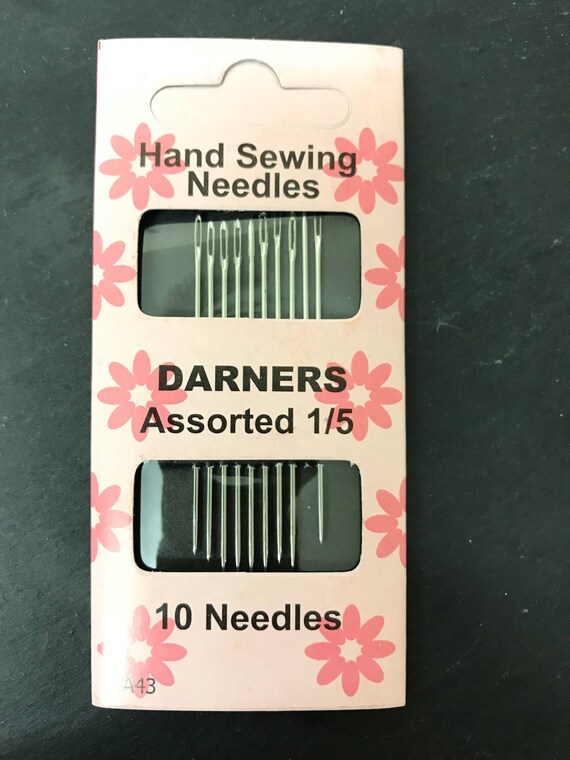 Hand Sewing
Needles
DARNERS
Assorted 1/5
10 Needles
A43